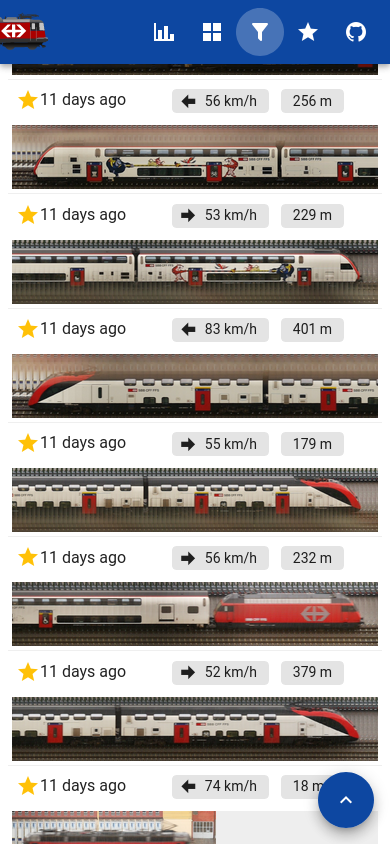 11 days ago 56 km/h 256 m
11 days ago 53 km/h 229 m
11 days ago 83 km/h 401 m
11 days ago 55 km/h 179 m
11 days ago 56 km/h 232 m
11 days ago 52 km/h 379 m
11 days ago 74 km/h 18 m